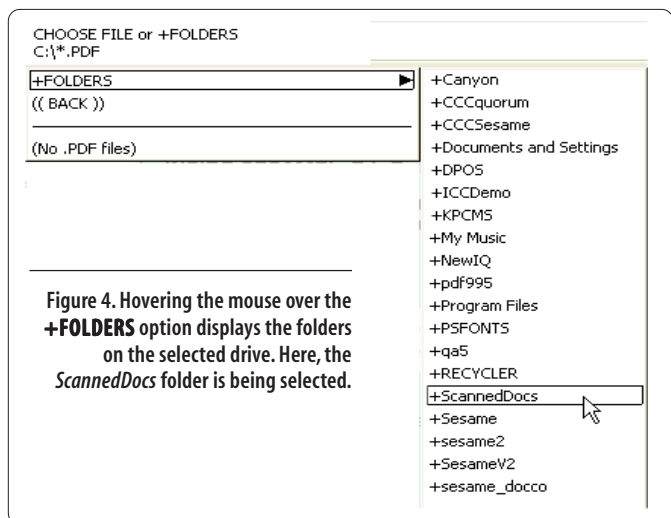 CHOOSE FILE or +FOLDERS
C:\*.PDF
+FOLDERS
(( BACK ))
(No .PDF files)
+Canyon
+CCCquorum
+CCCSesame
+Documents and Settings
+DPOS
+ICCDemo
+KPCMS
+My Music
+NewIQ
+pdf995
+Program Files
+PSFONTS
+qa5
+RECYCLER
+ScannedDocs
+Sesame
+sesame2
+SesameV2
+sesame_docco
Figure 4. Hovering the mouse over the
+FOLDERS option displays the folders
on the selected drive. Here, the
ScannedDocs folder is being selected.